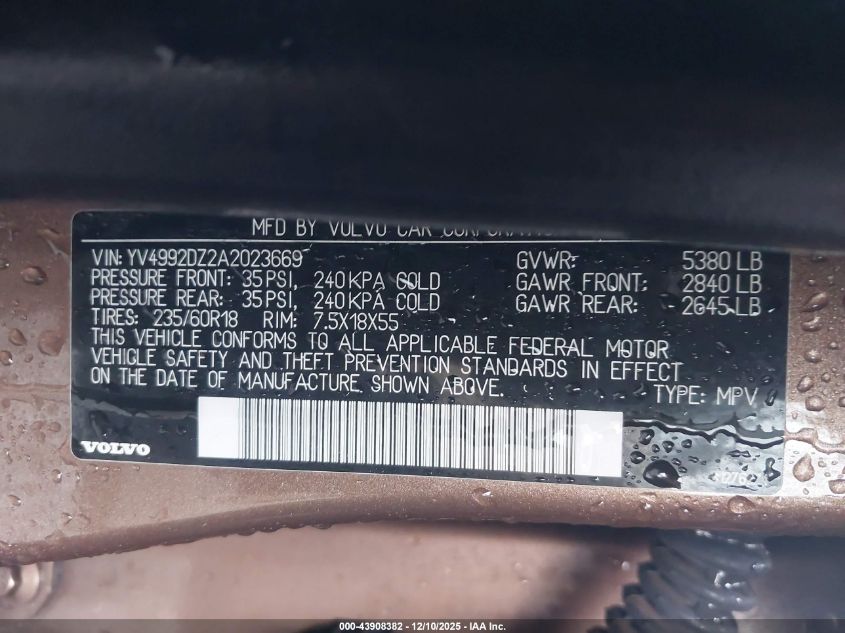 MFD BY VOLVO CAR CORPORATION
VIN: YV4992DZ2A2023669
PRESSURE FRONT: 35 PSI, 240 KPA COLD
PRESSURE REAR: 35 PSI, 240 KPA COLD
TIRES: 235/60R18 RIM: 7.5X18X55
GVWR: 5380 LB
GAWR FRONT: 2840 LB
GAWR REAR: 2645 LB
THIS VEHICLE CONFORMS TO ALL APPLICABLE FEDERAL MOTOR
VEHICLE SAFETY AND THEFT PREVENTION STANDARDS IN EFFECT
ON THE DATE OF MANUFACTURE SHOWN ABOVE.
TYPE: MPV
VOLVO
000-43908382 - 12/10/2025 - IAA Inc.